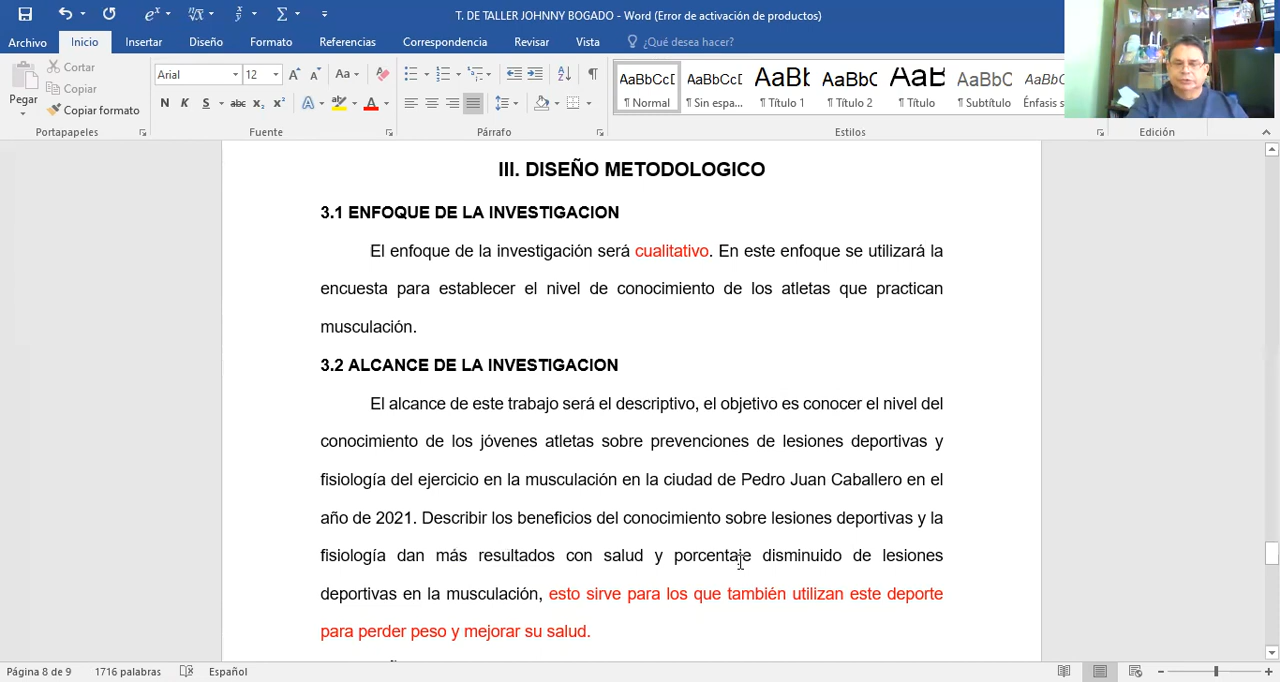 T. DE TALLER JOHNNY BOGADO - Word (Error de activación de productos)
Archivo Inicio Insertar Diseño Formato Referencias Correspondencia Revisar Vista ¿Qué desea hacer?
Pegar
Cortar
Copiar
Copiar formato
Portapapeles
Arial 12
Fuente
Párrafo
AaBbCcD AaBbCcD AaBb AaBbC AaBb AaBbCcD AaBbC
¶ Normal ¶ Sin espa... ¶ Título 1 ¶ Título 2 ¶ Título ¶ Subtítulo Énfasis s
Estilos
Edición
III. DISEÑO METODOLOGICO
3.1 ENFOQUE DE LA INVESTIGACION
El enfoque de la investigación será cualitativo. En este enfoque se utilizará la
encuesta para establecer el nivel de conocimiento de los atletas que practican
musculación.
3.2 ALCANCE DE LA INVESTIGACION
El alcance de este trabajo será el descriptivo, el objetivo es conocer el nivel del
conocimiento de los jóvenes atletas sobre prevenciones de lesiones deportivas y
fisiología del ejercicio en la musculación en la ciudad de Pedro Juan Caballero en el
año de 2021. Describir los beneficios del conocimiento sobre lesiones deportivas y la
fisiología dan más resultados con salud y porcentaje disminuido de lesiones
deportivas en la musculación, esto sirve para los que también utilizan este deporte
para perder peso y mejorar su salud.
Página 8 de 9 1716 palabras Español